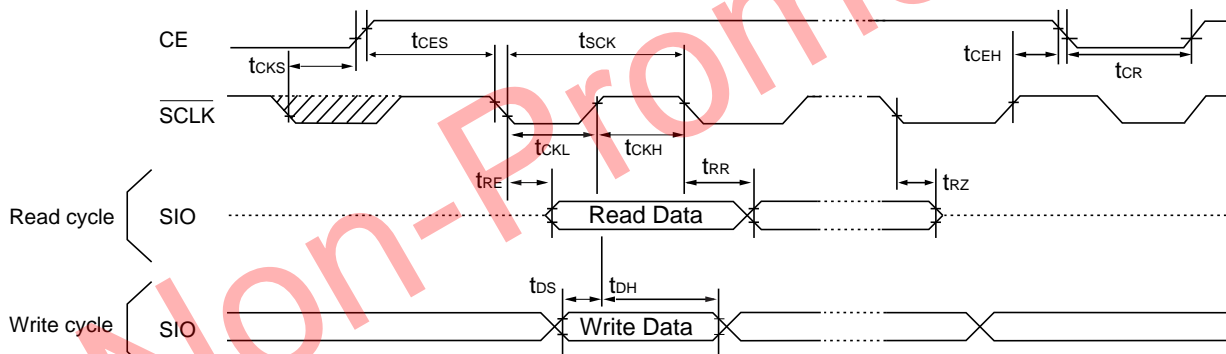 CE
tCKS
tCES
tSCK
tCEH
tCR
SCLK
tCKL
tCKH
tRE
tRR
tRZ
Read cycle
SIO
Read Data
tDS
tDH
Write cycle
SIO
Write Data
Non-Prom